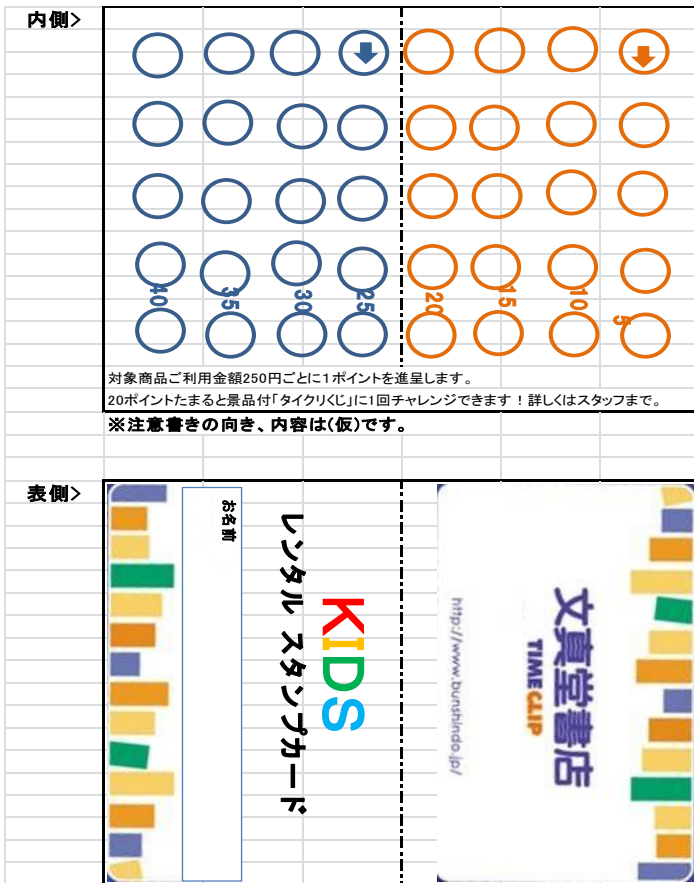 内側>
40 35 30 25 20 15 10 5
対象商品ご利用金額250円ごとに1ポイントを進呈します。
20ポイントたまると景品付「タイクリくじ」に1回チャレンジできます！詳しくはスタッフまで。
※注意書きの向き、内容は(仮)です。
表側>
お名前
KIDS
レンタル スタンプカード
文真堂書店
TIMECLIP
http://www.bunshindo.jp/